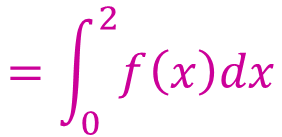 = ∫₀² f(x)dx